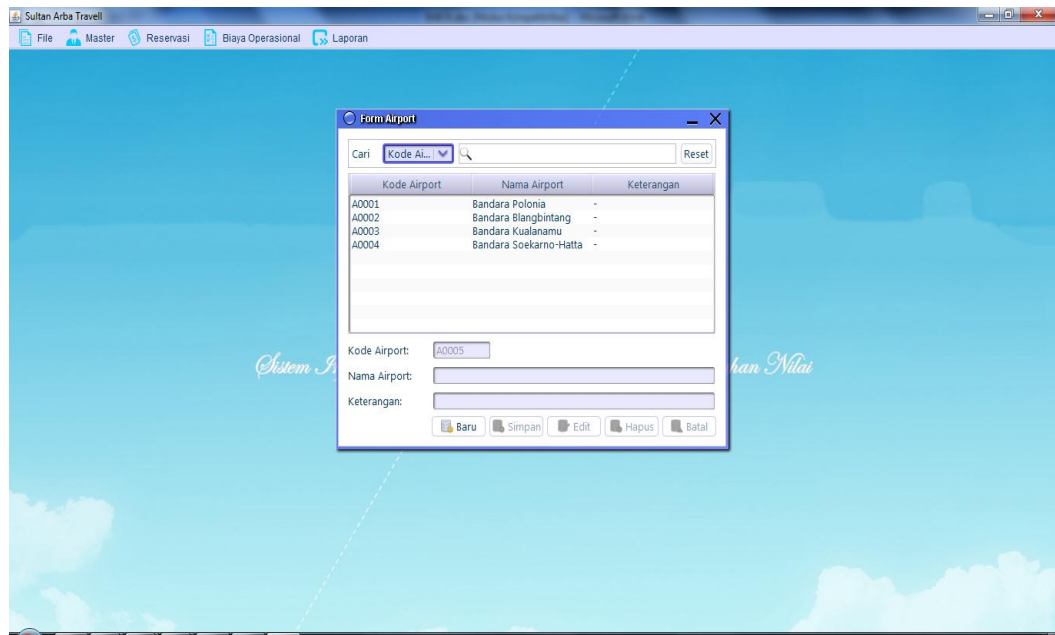 Sultan Arba Travell
File Master Reservasi Biaya Operasional Laporan
Form Airport
Cari Kode Ai... Reset
Kode Airport Nama Airport Keterangan
A0001 Bandara Polonia -
A0002 Bandara Blangbintang -
A0003 Bandara Kualanamu -
A0004 Bandara Soekarno-Hatta -
Sistem han Nilai
Kode Airport: A0005
Nama Airport:
Keterangan:
Baru Simpan Edit Hapus Batal